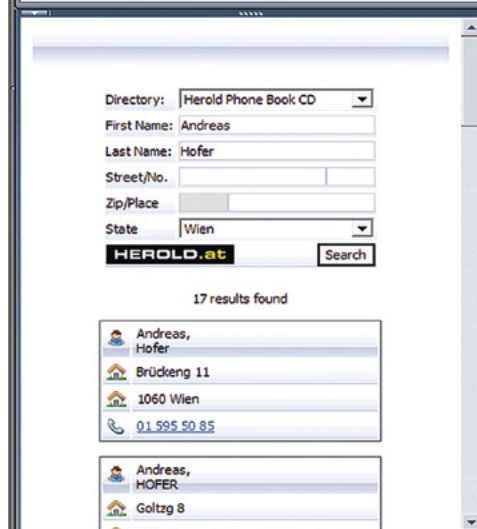 Directory: Herold Phone Book CD
First Name: Andreas
Last Name: Hofer
Street/No.
Zip/Place
State Wien
HEROLD.at Search
17 results found
Andreas,
Hofer
Brückeng 11
1060 Wien
01 595 50 85
Andreas,
HOFER
Goltzg 8